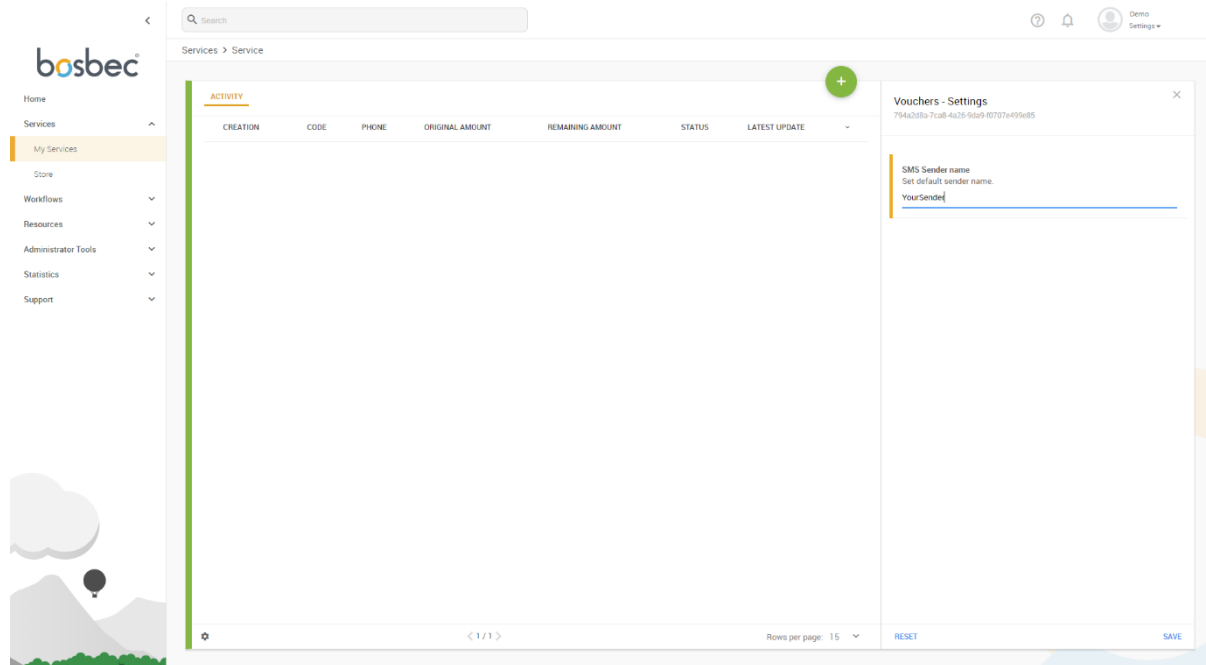 Search
Demo
Settings
bosbec
Services > Service
Home
Services
My Services
Store
Workflows
Resources
Administrator Tools
Statistics
Support
ACTIVITY
CREATION CODE PHONE ORIGINAL AMOUNT REMAINING AMOUNT STATUS LATEST UPDATE
Vouchers - Settings
794a2d8a-7ca8-4a26-9da9-f0707e499e85
SMS Sender name
Set default sender name.
YourSender
< 1 / 1 >
Rows per page: 15
RESET
SAVE